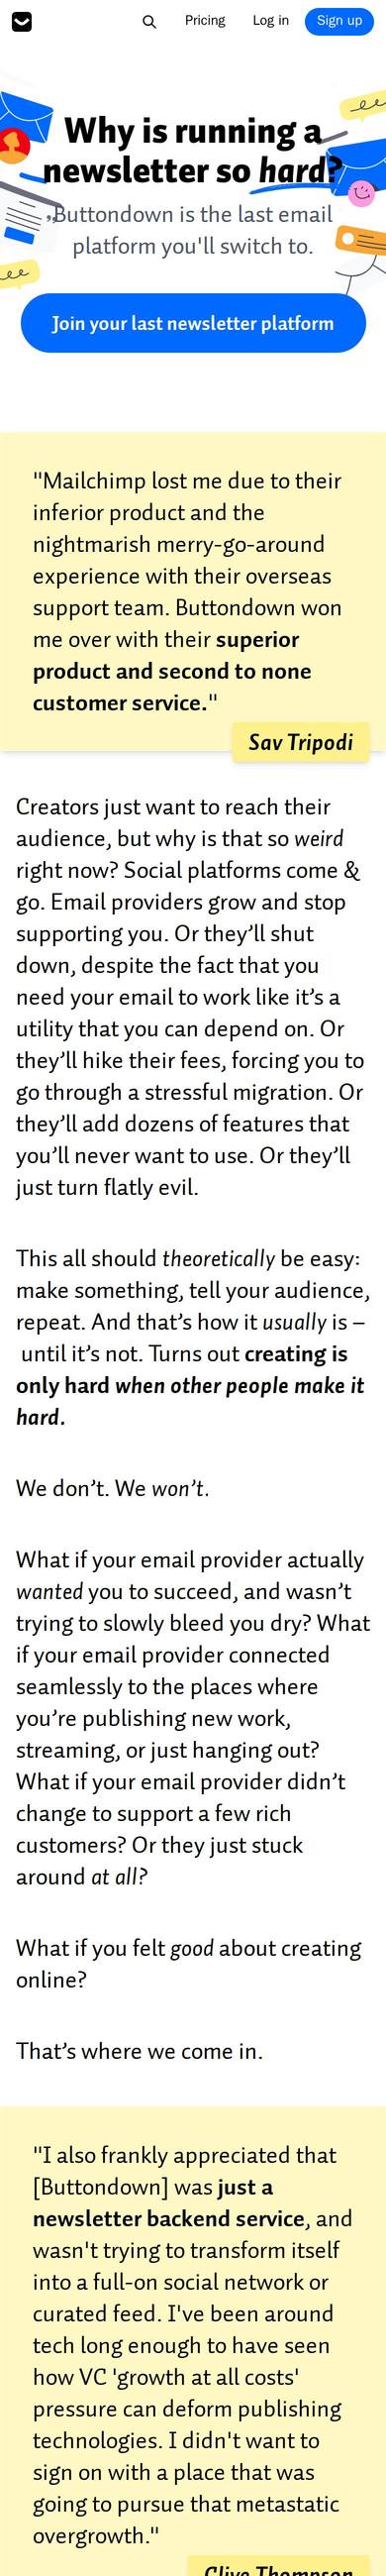 Pricing
Log in
Sign up
Why is running a
newsletter so hard?
Buttondown is the last email
platform you'll switch to.
Join your last newsletter platform
"Mailchimp lost me due to their
inferior product and the
nightmarish merry-go-around
experience with their overseas
support team. Buttondown won
me over with their superior
product and second to none
customer service."
Sav Tripodi
Creators just want to reach their
audience, but why is that so weird
right now? Social platforms come &
go. Email providers grow and stop
supporting you. Or they’ll shut
down, despite the fact that you
need your email to work like it’s a
utility that you can depend on. Or
they’ll hike their fees, forcing you to
go through a stressful migration. Or
they’ll add dozens of features that
you’ll never want to use. Or they’ll
just turn flatly evil.
This all should theoretically be easy:
make something, tell your audience,
repeat. And that’s how it usually is –
until it’s not. Turns out creating is
only hard when other people make it
hard.
We don’t. We won’t.
What if your email provider actually
wanted you to succeed, and wasn’t
trying to slowly bleed you dry? What
if your email provider connected
seamlessly to the places where
you’re publishing new work,
streaming, or just hanging out?
What if your email provider didn’t
change to support a few rich
customers? Or they just stuck
around at all?
What if you felt good about creating
online?
That’s where we come in.
"I also frankly appreciated that
[Buttondown] was just a
newsletter backend service, and
wasn't trying to transform itself
into a full-on social network or
curated feed. I've been around
tech long enough to have seen
how VC 'growth at all costs'
pressure can deform publishing
technologies. I didn't want to
sign on with a place that was
going to pursue that metastatic
overgrowth."
Clive Thompson